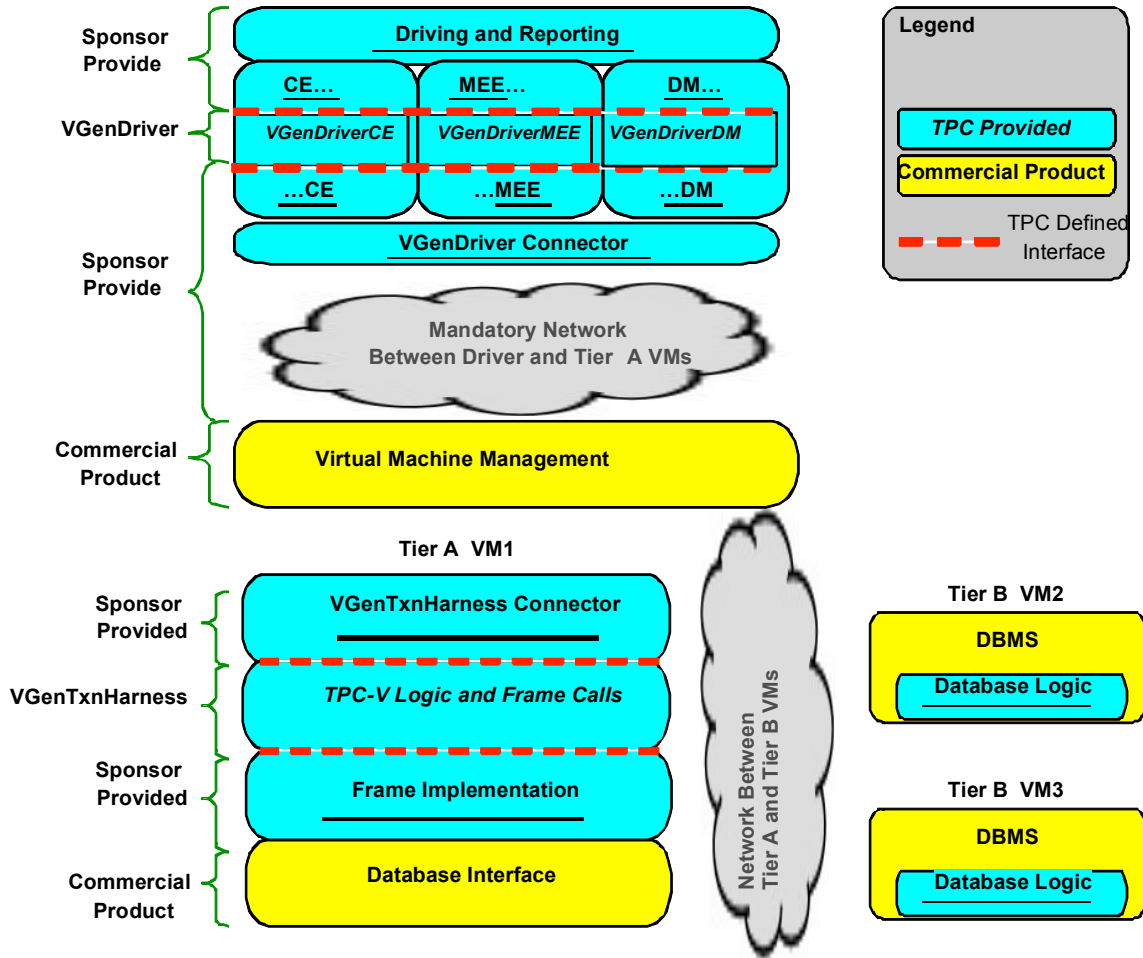 Sponsor
Provide
VGenDriver
Sponsor
Provide
Commercial
Product
Driving and Reporting
CE...
MEE...
DM...
VGenDriverCE
VGenDriverMEE
VGenDriverDM
...CE
...MEE
...DM
VGenDriver Connector
Mandatory Network
Between Driver and Tier A VMs
Virtual Machine Management
Legend
TPC Provided
Commercial Product
TPC Defined
Interface
Tier A VM1
Sponsor
Provided
VGenTxnHarness
Sponsor
Provided
Commercial
Product
VGenTxnHarness Connector
TPC-V Logic and Frame Calls
Frame Implementation
Database Interface
Network Between
Tier A and Tier B VMs
Tier B VM2
DBMS
Database Logic
Tier B VM3
DBMS
Database Logic